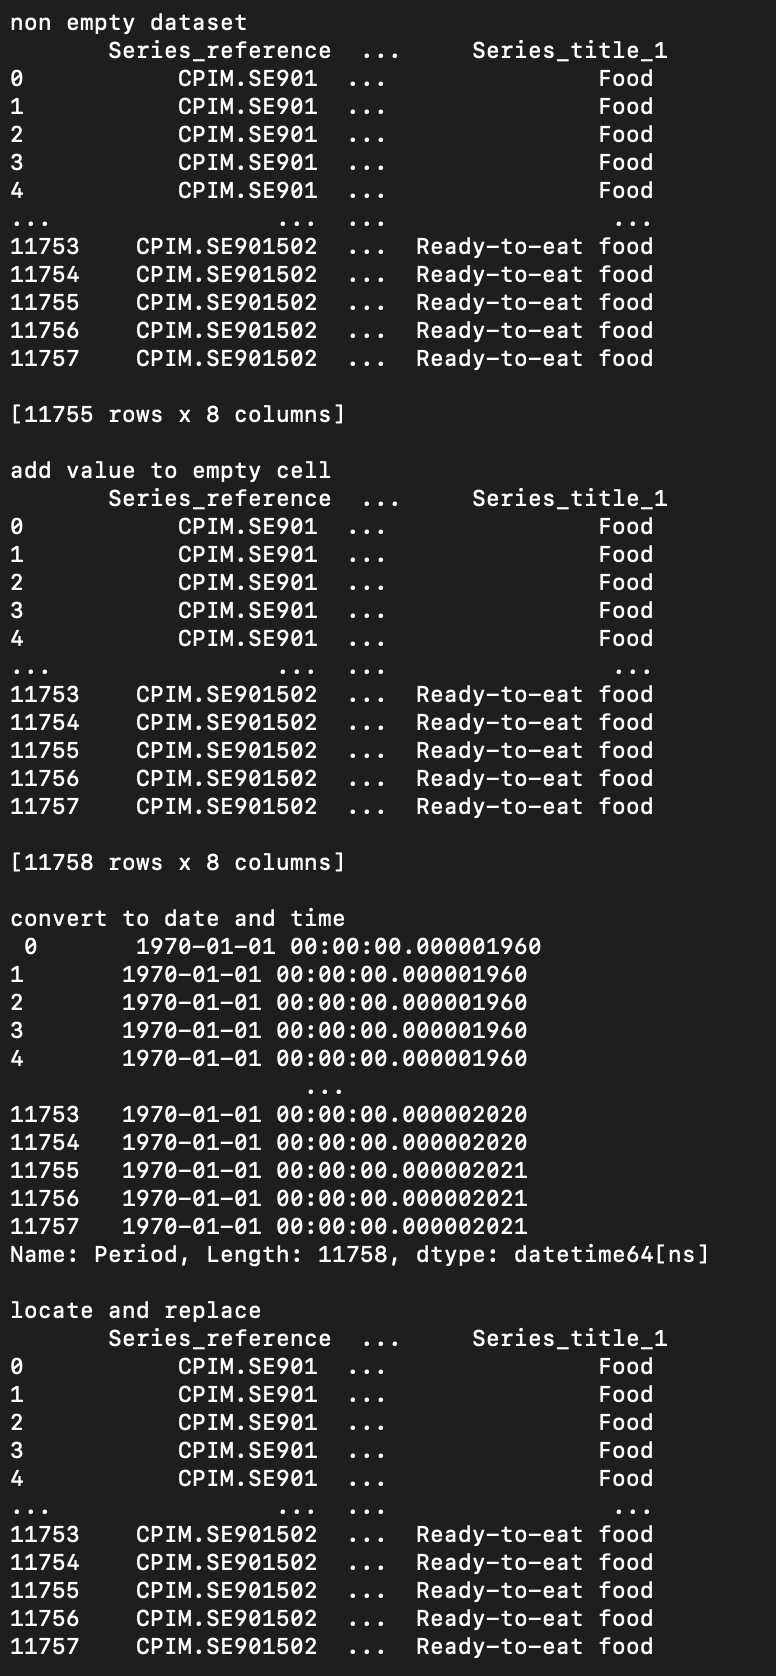 non empty dataset
       Series_reference  ...     Series_title_1
0           CPIM.SE901  ...               Food
1           CPIM.SE901  ...               Food
2           CPIM.SE901  ...               Food
3           CPIM.SE901  ...               Food
4           CPIM.SE901  ...               Food
...                ...  ...                ...
11753    CPIM.SE901502  ...  Ready-to-eat food
11754    CPIM.SE901502  ...  Ready-to-eat food
11755    CPIM.SE901502  ...  Ready-to-eat food
11756    CPIM.SE901502  ...  Ready-to-eat food
11757    CPIM.SE901502  ...  Ready-to-eat food

[11755 rows x 8 columns]

add value to empty cell
       Series_reference  ...     Series_title_1
0           CPIM.SE901  ...               Food
1           CPIM.SE901  ...               Food
2           CPIM.SE901  ...               Food
3           CPIM.SE901  ...               Food
4           CPIM.SE901  ...               Food
...                ...  ...                ...
11753    CPIM.SE901502  ...  Ready-to-eat food
11754    CPIM.SE901502  ...  Ready-to-eat food
11755    CPIM.SE901502  ...  Ready-to-eat food
11756    CPIM.SE901502  ...  Ready-to-eat food
11757    CPIM.SE901502  ...  Ready-to-eat food

[11758 rows x 8 columns]

convert to date and time
 0       1970-01-01 00:00:00.000001960
1       1970-01-01 00:00:00.000001960
2       1970-01-01 00:00:00.000001960
3       1970-01-01 00:00:00.000001960
4       1970-01-01 00:00:00.000001960
                     ...
11753   1970-01-01 00:00:00.000002020
11754   1970-01-01 00:00:00.000002020
11755   1970-01-01 00:00:00.000002021
11756   1970-01-01 00:00:00.000002021
11757   1970-01-01 00:00:00.000002021
Name: Period, Length: 11758, dtype: datetime64[ns]

locate and replace
       Series_reference  ...     Series_title_1
0           CPIM.SE901  ...               Food
1           CPIM.SE901  ...               Food
2           CPIM.SE901  ...               Food
3           CPIM.SE901  ...               Food
4           CPIM.SE901  ...               Food
...                ...  ...                ...
11753    CPIM.SE901502  ...  Ready-to-eat food
11754    CPIM.SE901502  ...  Ready-to-eat food
11755    CPIM.SE901502  ...  Ready-to-eat food
11756    CPIM.SE901502  ...  Ready-to-eat food
11757    CPIM.SE901502  ...  Ready-to-eat food